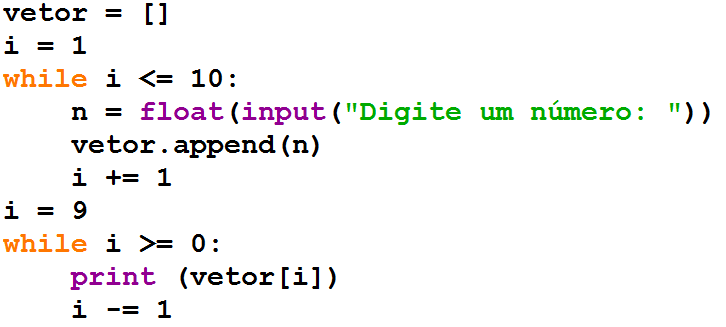 vetor = []
i = 1
while i <= 10:
    n = float(input("Digite um número: "))
    vetor.append(n)
    i += 1
i = 9
while i >= 0:
    print (vetor[i])
    i -= 1